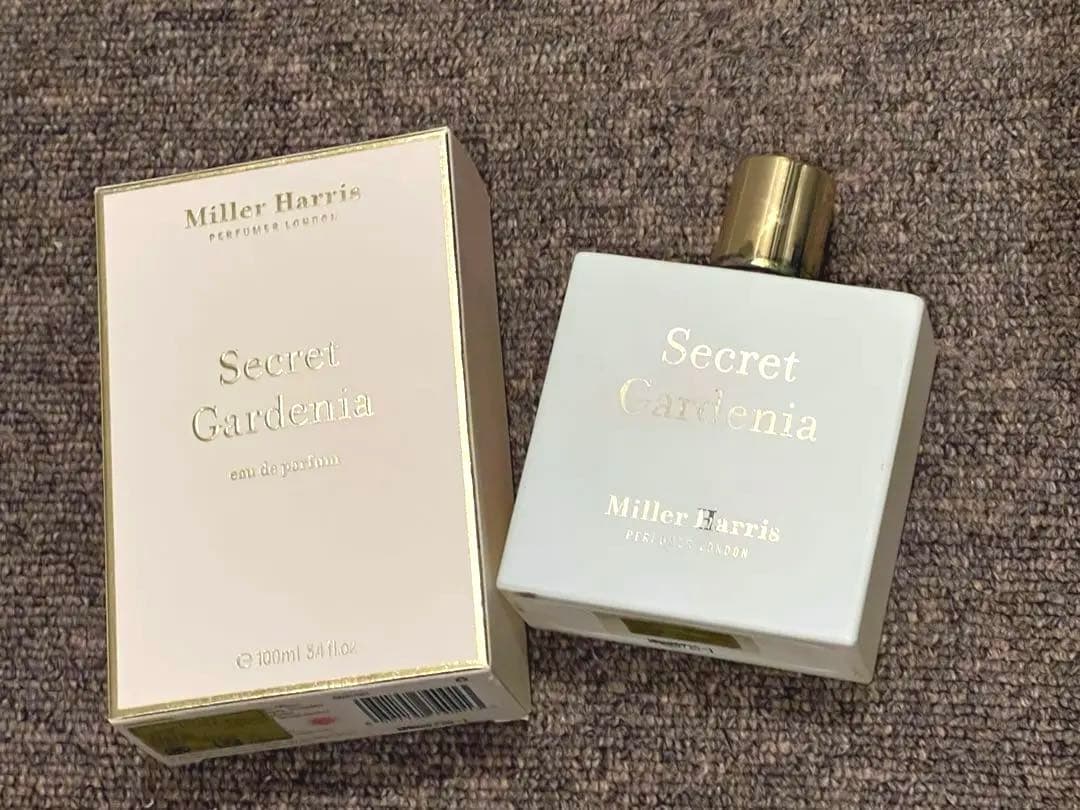 Miller Harris
PERFUMER LONDON
Secret
Gardenia
eau de parfum
℮ 100ml 3.4 fl.oz
Secret
Gardenia
Miller Harris
PERFUMER LONDON